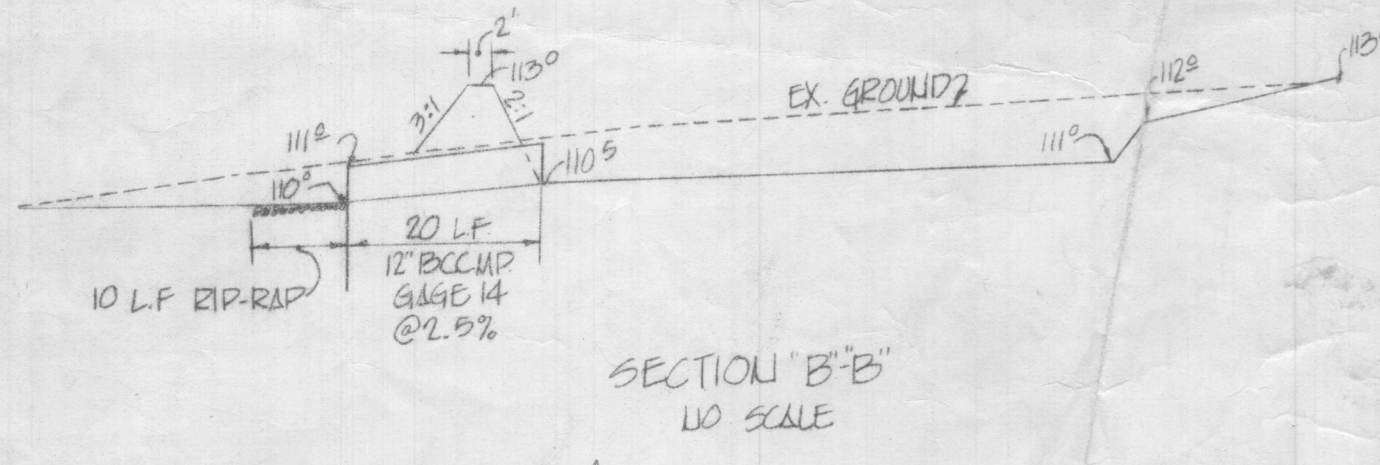 2'
113⁰
3:1
2:1
EX. GROUND
112⁰
113
111⁰
111⁰
110⁵
110⁰
20 L.F.
12" BCCMP.
GAGE 14
@2.5%
10 L.F RIP-RAP
SECTION "B"-"B"
NO SCALE